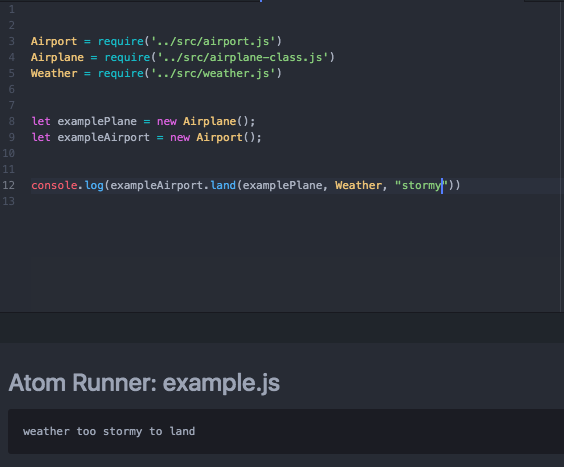 1
2
3 Airport = require('../src/airport.js')
4 Airplane = require('../src/airplane-class.js')
5 Weather = require('../src/weather.js')
6
7
8 let examplePlane = new Airplane();
9 let exampleAirport = new Airport();
10
11
12 console.log(exampleAirport.land(examplePlane, Weather, "stormy"))
13
Atom Runner: example.js
weather too stormy to land